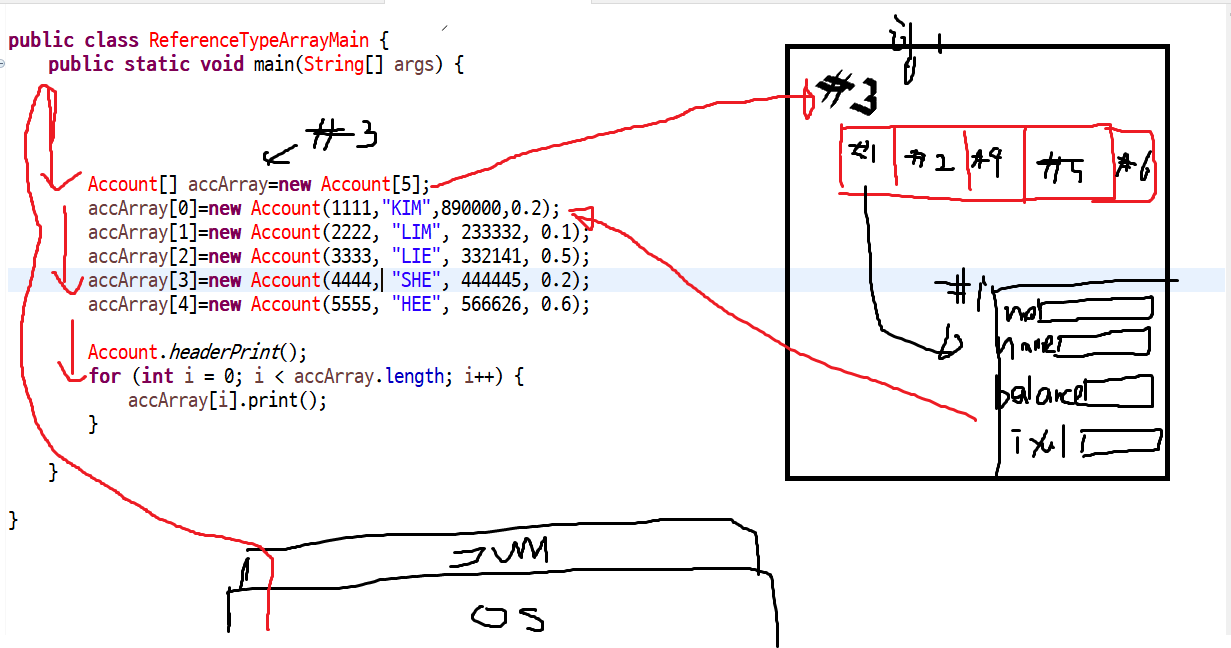 public class ReferenceTypeArrayMain {
public static void main(String[] args) {
#3
Account[] accArray=new Account[5];
accArray[0]=new Account(1111,"KIM",890000,0.2);
accArray[1]=new Account(2222, "LIM", 233332, 0.1);
accArray[2]=new Account(3333, "LIE", 332141, 0.5);
accArray[3]=new Account(4444, "SHE", 444445, 0.2);
accArray[4]=new Account(5555, "HEE", 566626, 0.6);
Account.headerPrint();
for (int i = 0; i < accArray.length; i++) {
accArray[i].print();
}
}
}
#3
#1 #2 #4 #5 #6
#1
no
balance
JVM
OS